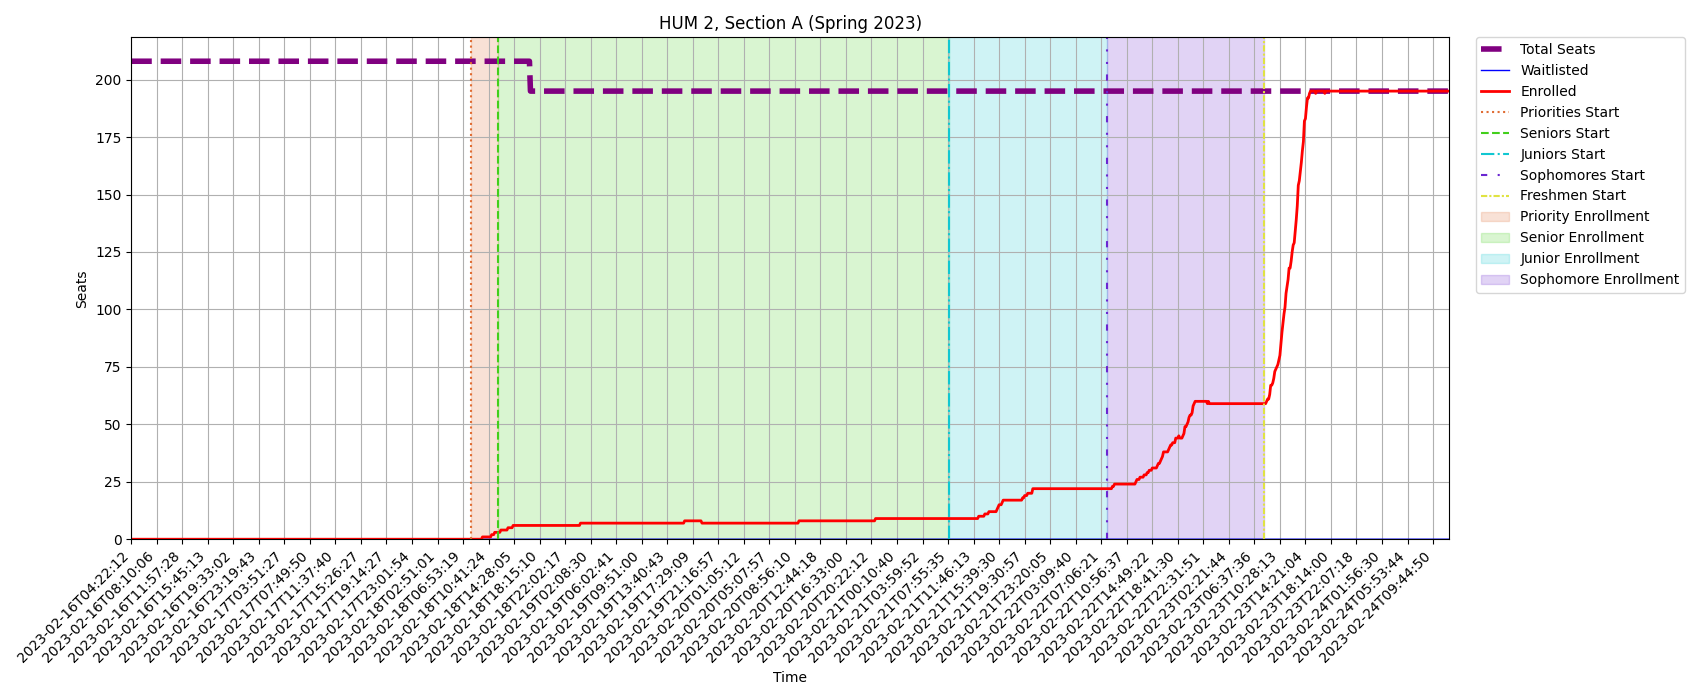 HUM 2, Section A (Spring 2023)
Seats
200
175
150
125
100
75
50
25
0
2023-02-16T04:22:12
2023-02-16T08:10:06
2023-02-16T11:57:28
2023-02-16T15:45:13
2023-02-16T19:33:02
2023-02-16T23:19:43
2023-02-17T03:51:27
2023-02-17T07:49:50
2023-02-17T11:37:40
2023-02-17T15:26:27
2023-02-17T19:14:27
2023-02-17T23:01:54
2023-02-18T02:51:01
2023-02-18T06:53:19
2023-02-18T10:41:24
2023-02-18T14:28:05
2023-02-18T18:15:10
2023-02-18T22:02:17
2023-02-19T02:08:30
2023-02-19T06:02:41
2023-02-19T09:51:00
2023-02-19T13:40:43
2023-02-19T17:29:09
2023-02-19T21:16:57
2023-02-20T01:05:12
2023-02-20T05:07:57
2023-02-20T08:56:10
2023-02-20T12:44:18
2023-02-20T16:33:00
2023-02-20T20:22:12
2023-02-21T00:10:40
2023-02-21T03:59:52
2023-02-21T07:55:35
2023-02-21T11:46:13
2023-02-21T15:39:30
2023-02-21T19:30:57
2023-02-21T23:20:05
2023-02-22T03:09:40
2023-02-22T07:06:21
2023-02-22T10:56:37
2023-02-22T14:49:22
2023-02-22T18:41:30
2023-02-22T22:31:51
2023-02-23T02:21:44
2023-02-23T06:37:36
2023-02-23T10:28:13
2023-02-23T14:21:04
2023-02-23T18:14:00
2023-02-23T22:07:18
2023-02-24T01:56:30
2023-02-24T05:53:44
2023-02-24T09:44:50
Time
Total Seats
Waitlisted
Enrolled
Priorities Start
Seniors Start
Juniors Start
Sophomores Start
Freshmen Start
Priority Enrollment
Senior Enrollment
Junior Enrollment
Sophomore Enrollment